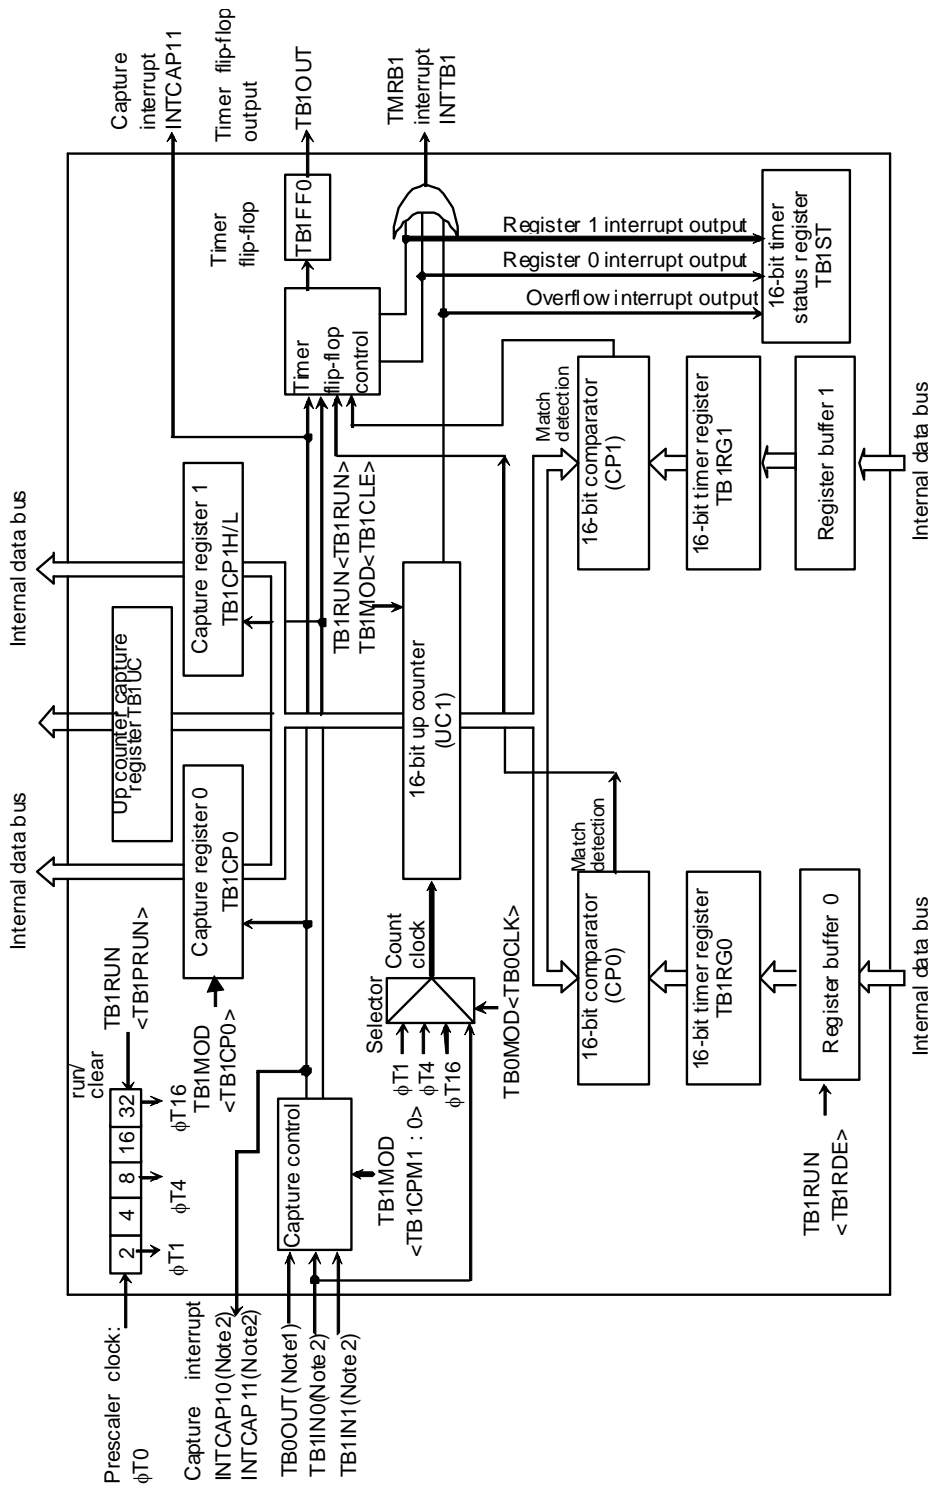 Prescaler clock:
φT0
2
4
8
16
32
φT1
φT4
φT16
run/
clear
TB1RUN
<TB1PRUN>
TB1MOD
<TB1CP0>
Internal data bus
Internal data bus
Capture register 0
TB1CP0
Up counter capture
register TB1UC
Capture register 1
TB1CP1H/L
Capture
interrupt
INTCAP11
Capture interrupt
INTCAP10(Note2)
INTCAP11(Note2)
TB0OUT(Note1)
TB1IN0(Note2)
TB1IN1(Note2)
Capture control
TB1MOD
<TB1CPM1 : 0>
Selector
φT1
φT4
φT16
Count
clock
TB0MOD<TB0CLK>
16-bit up counter
(UC1)
TB1RUN<TB1RUN>
TB1MOD<TB1CLE>
Timer
flip-flop
control
Timer
flip-flop
TB1FF0
Timer flip-flop
output
TB1OUT
TMRB1
interrupt
INTTB1
Register 1 interrupt output
Register 0 interrupt output
Overflow interrupt output
16-bit timer
status register
TB1ST
Match
detection
16-bit comparator
(CP0)
16-bit timer register
TB1RG0
Register buffer 0
TB1RUN
<TB1RDE>
Internal data bus
Match
detection
16-bit comparator
(CP1)
16-bit timer register
TB1RG1
Register buffer 1
Internal data bus